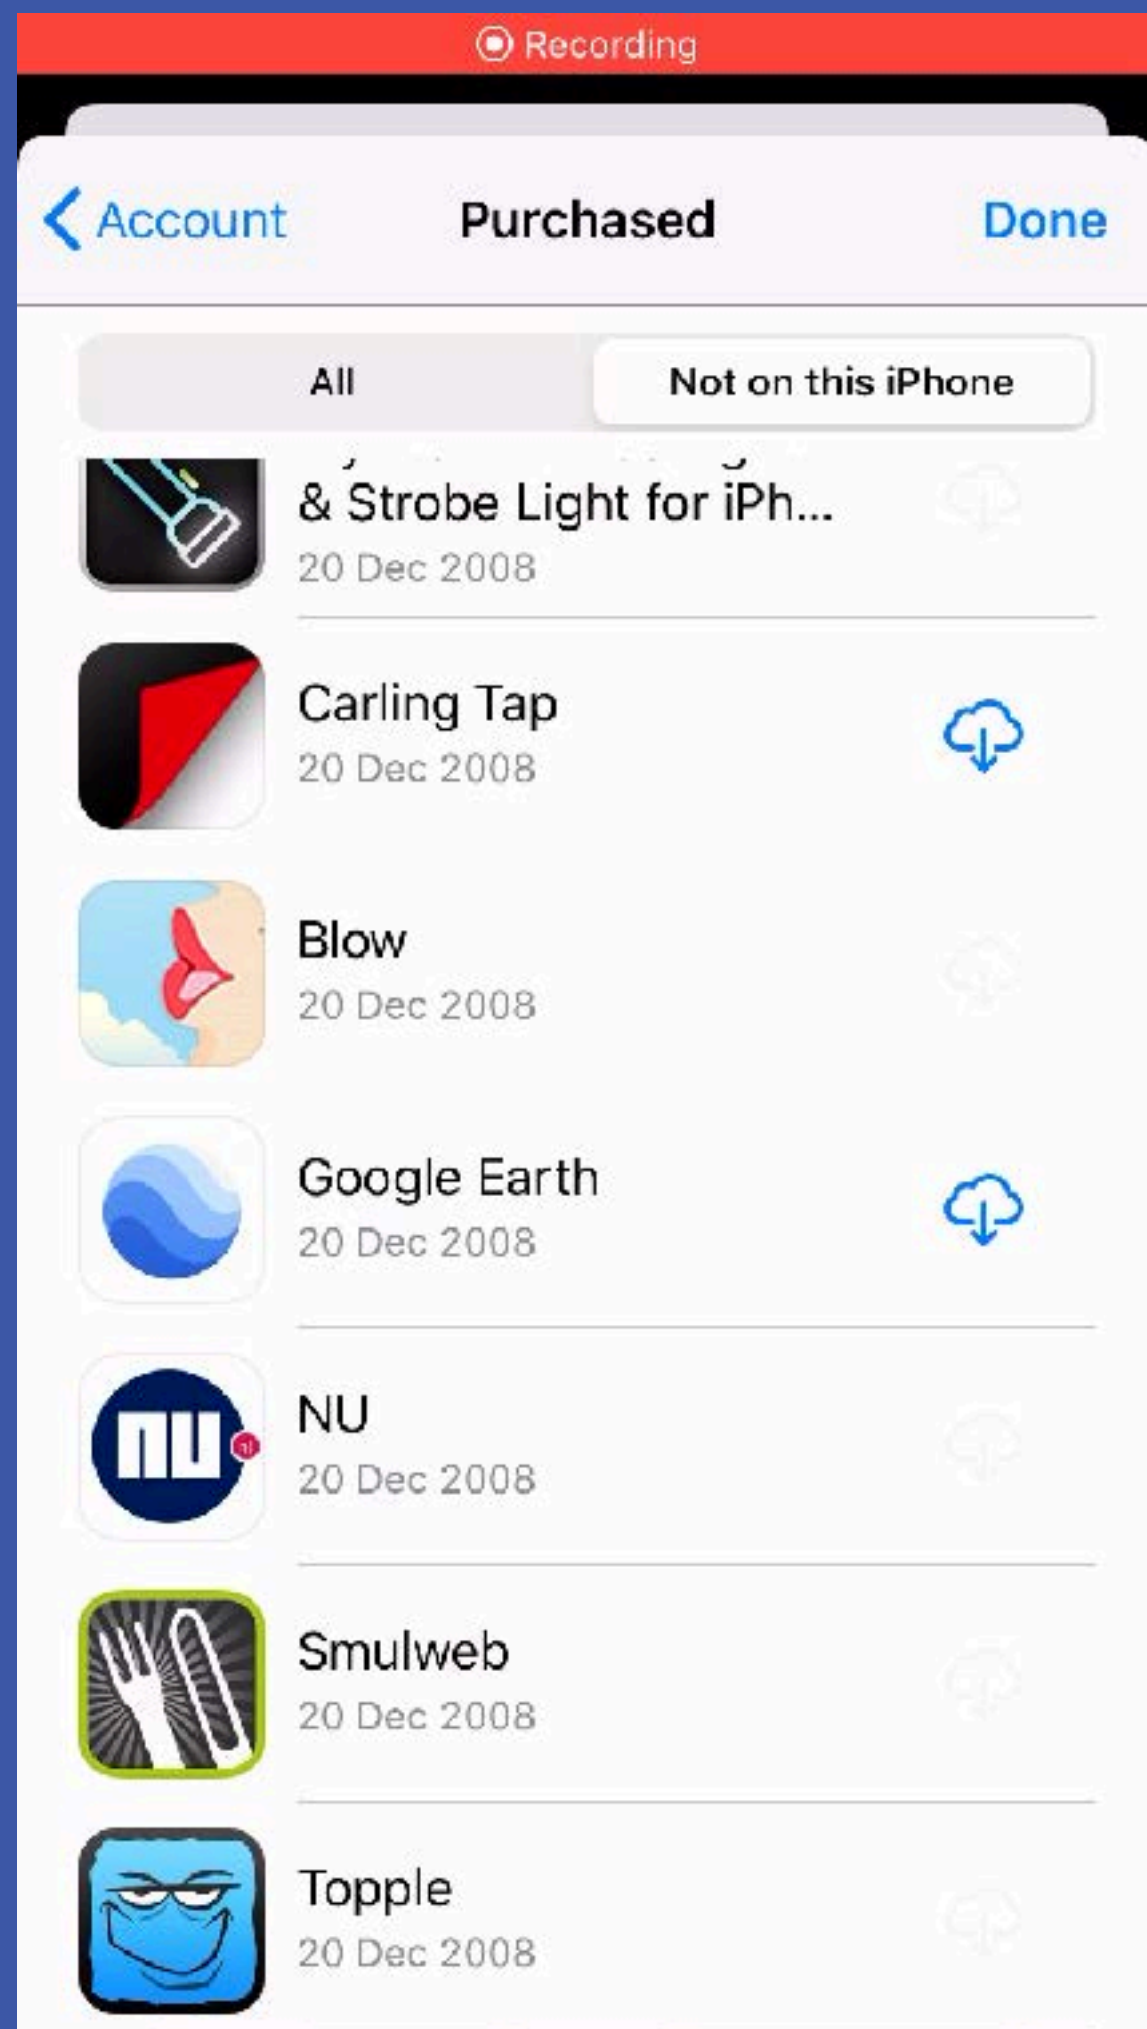 Recording
Account
Purchased
Done
All
Not on this iPhone
& Strobe Light for iPh...
20 Dec 2008
Carling Tap
20 Dec 2008
Blow
20 Dec 2008
Google Earth
20 Dec 2008
nu
NU
20 Dec 2008
Smulweb
20 Dec 2008
Topple
20 Dec 2008